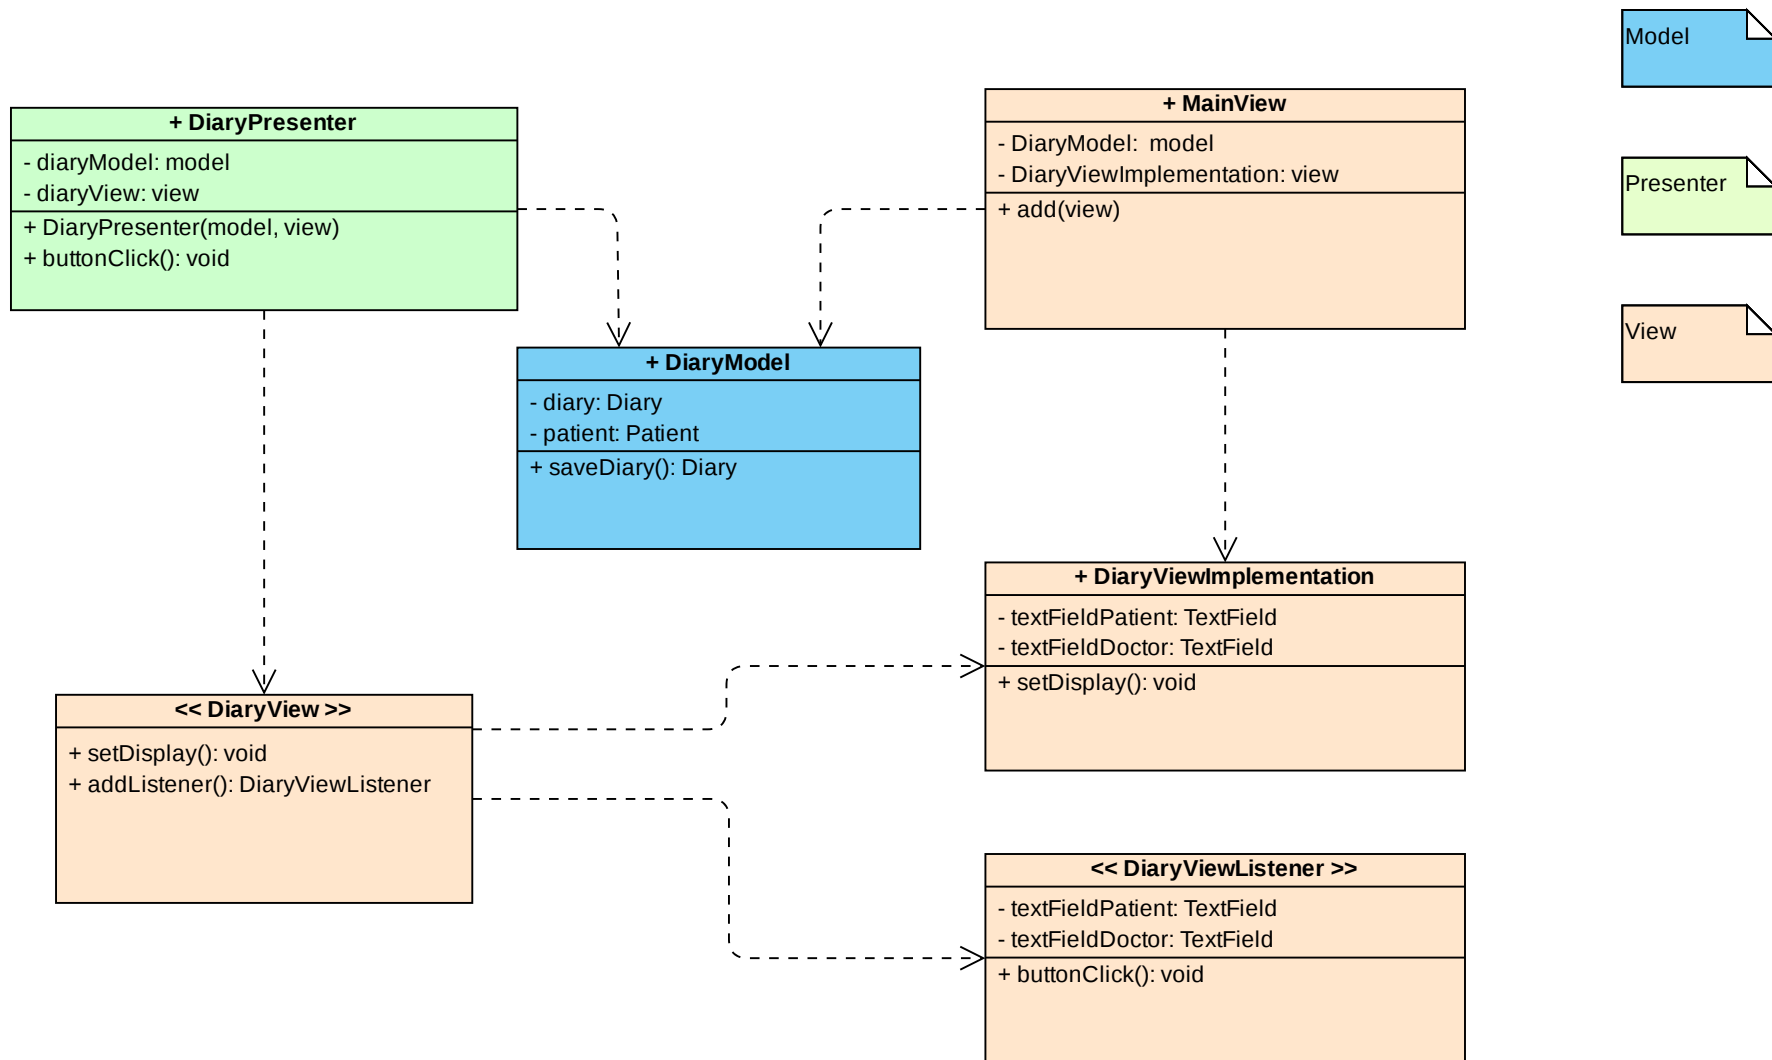 + DiaryPresenter
- diaryModel: model
- diaryView: view
+ DiaryPresenter(model, view)
+ buttonClick(): void
+ MainView
- DiaryModel:  model
- DiaryViewImplementation: view
+ add(view)
Model
Presenter
View
+ DiaryModel
- diary: Diary
- patient: Patient
+ saveDiary(): Diary
+ DiaryViewImplementation
- textFieldPatient: TextField
- textFieldDoctor: TextField
+ setDisplay(): void
<< DiaryView >>
+ setDisplay(): void
+ addListener(): DiaryViewListener
<< DiaryViewListener >>
- textFieldPatient: TextField
- textFieldDoctor: TextField
+ buttonClick(): void